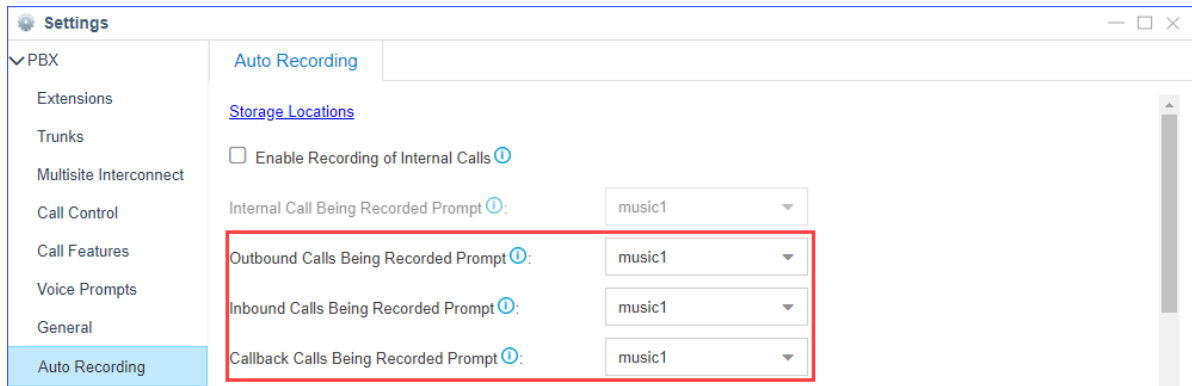 Settings
PBX
Extensions
Trunks
Multisite Interconnect
Call Control
Call Features
Voice Prompts
General
Auto Recording
Auto Recording
Storage Locations
Enable Recording of Internal Calls
Internal Call Being Recorded Prompt : music1
Outbound Calls Being Recorded Prompt : music1
Inbound Calls Being Recorded Prompt : music1
Callback Calls Being Recorded Prompt : music1